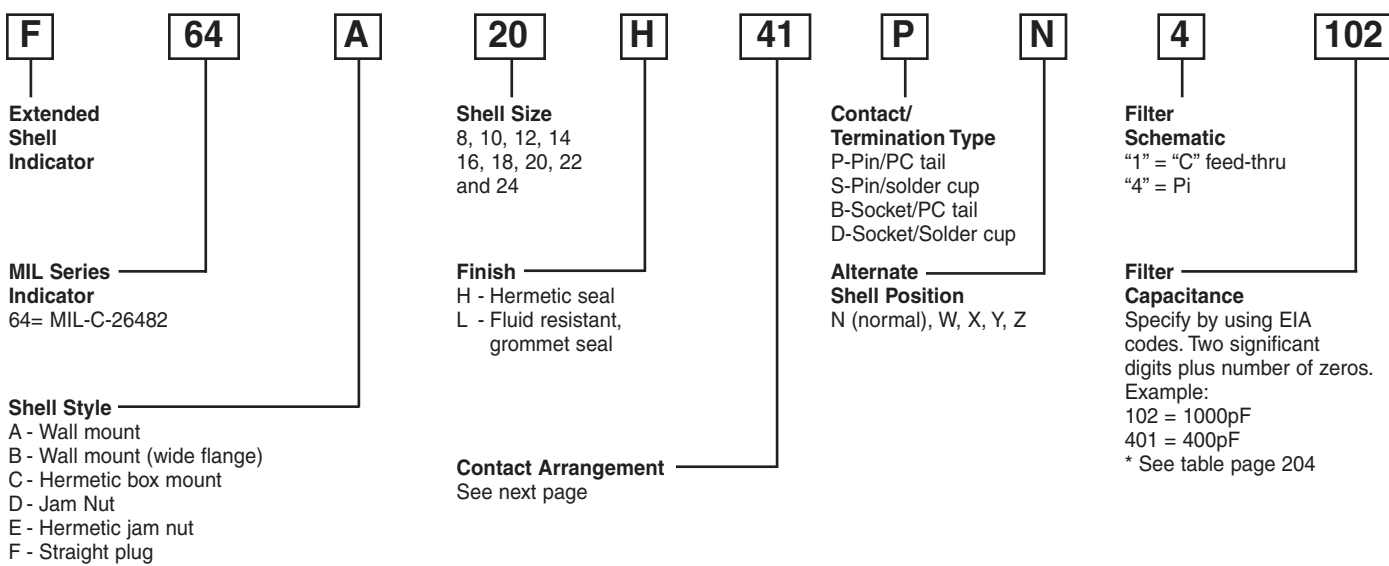 F 64 A 20 H 41 P N 4 102
Extended
Shell
Indicator
MIL Series
Indicator
64= MIL-C-26482
Shell Style
A - Wall mount
B - Wall mount (wide flange)
C - Hermetic box mount
D - Jam Nut
E - Hermetic jam nut
F - Straight plug
Shell Size
8, 10, 12, 14
16, 18, 20, 22
and 24
Finish
H - Hermetic seal
L - Fluid resistant,
grommet seal
Contact Arrangement
See next page
Contact/
Termination Type
P-Pin/PC tail
S-Pin/solder cup
B-Socket/PC tail
D-Socket/Solder cup
Alternate
Shell Position
N (normal), W, X, Y, Z
Filter
Schematic
“1” = “C” feed-thru
“4” = Pi
Filter
Capacitance
Specify by using EIA
codes. Two significant
digits plus number of zeros.
Example:
102 = 1000pF
401 = 400pF
* See table page 204